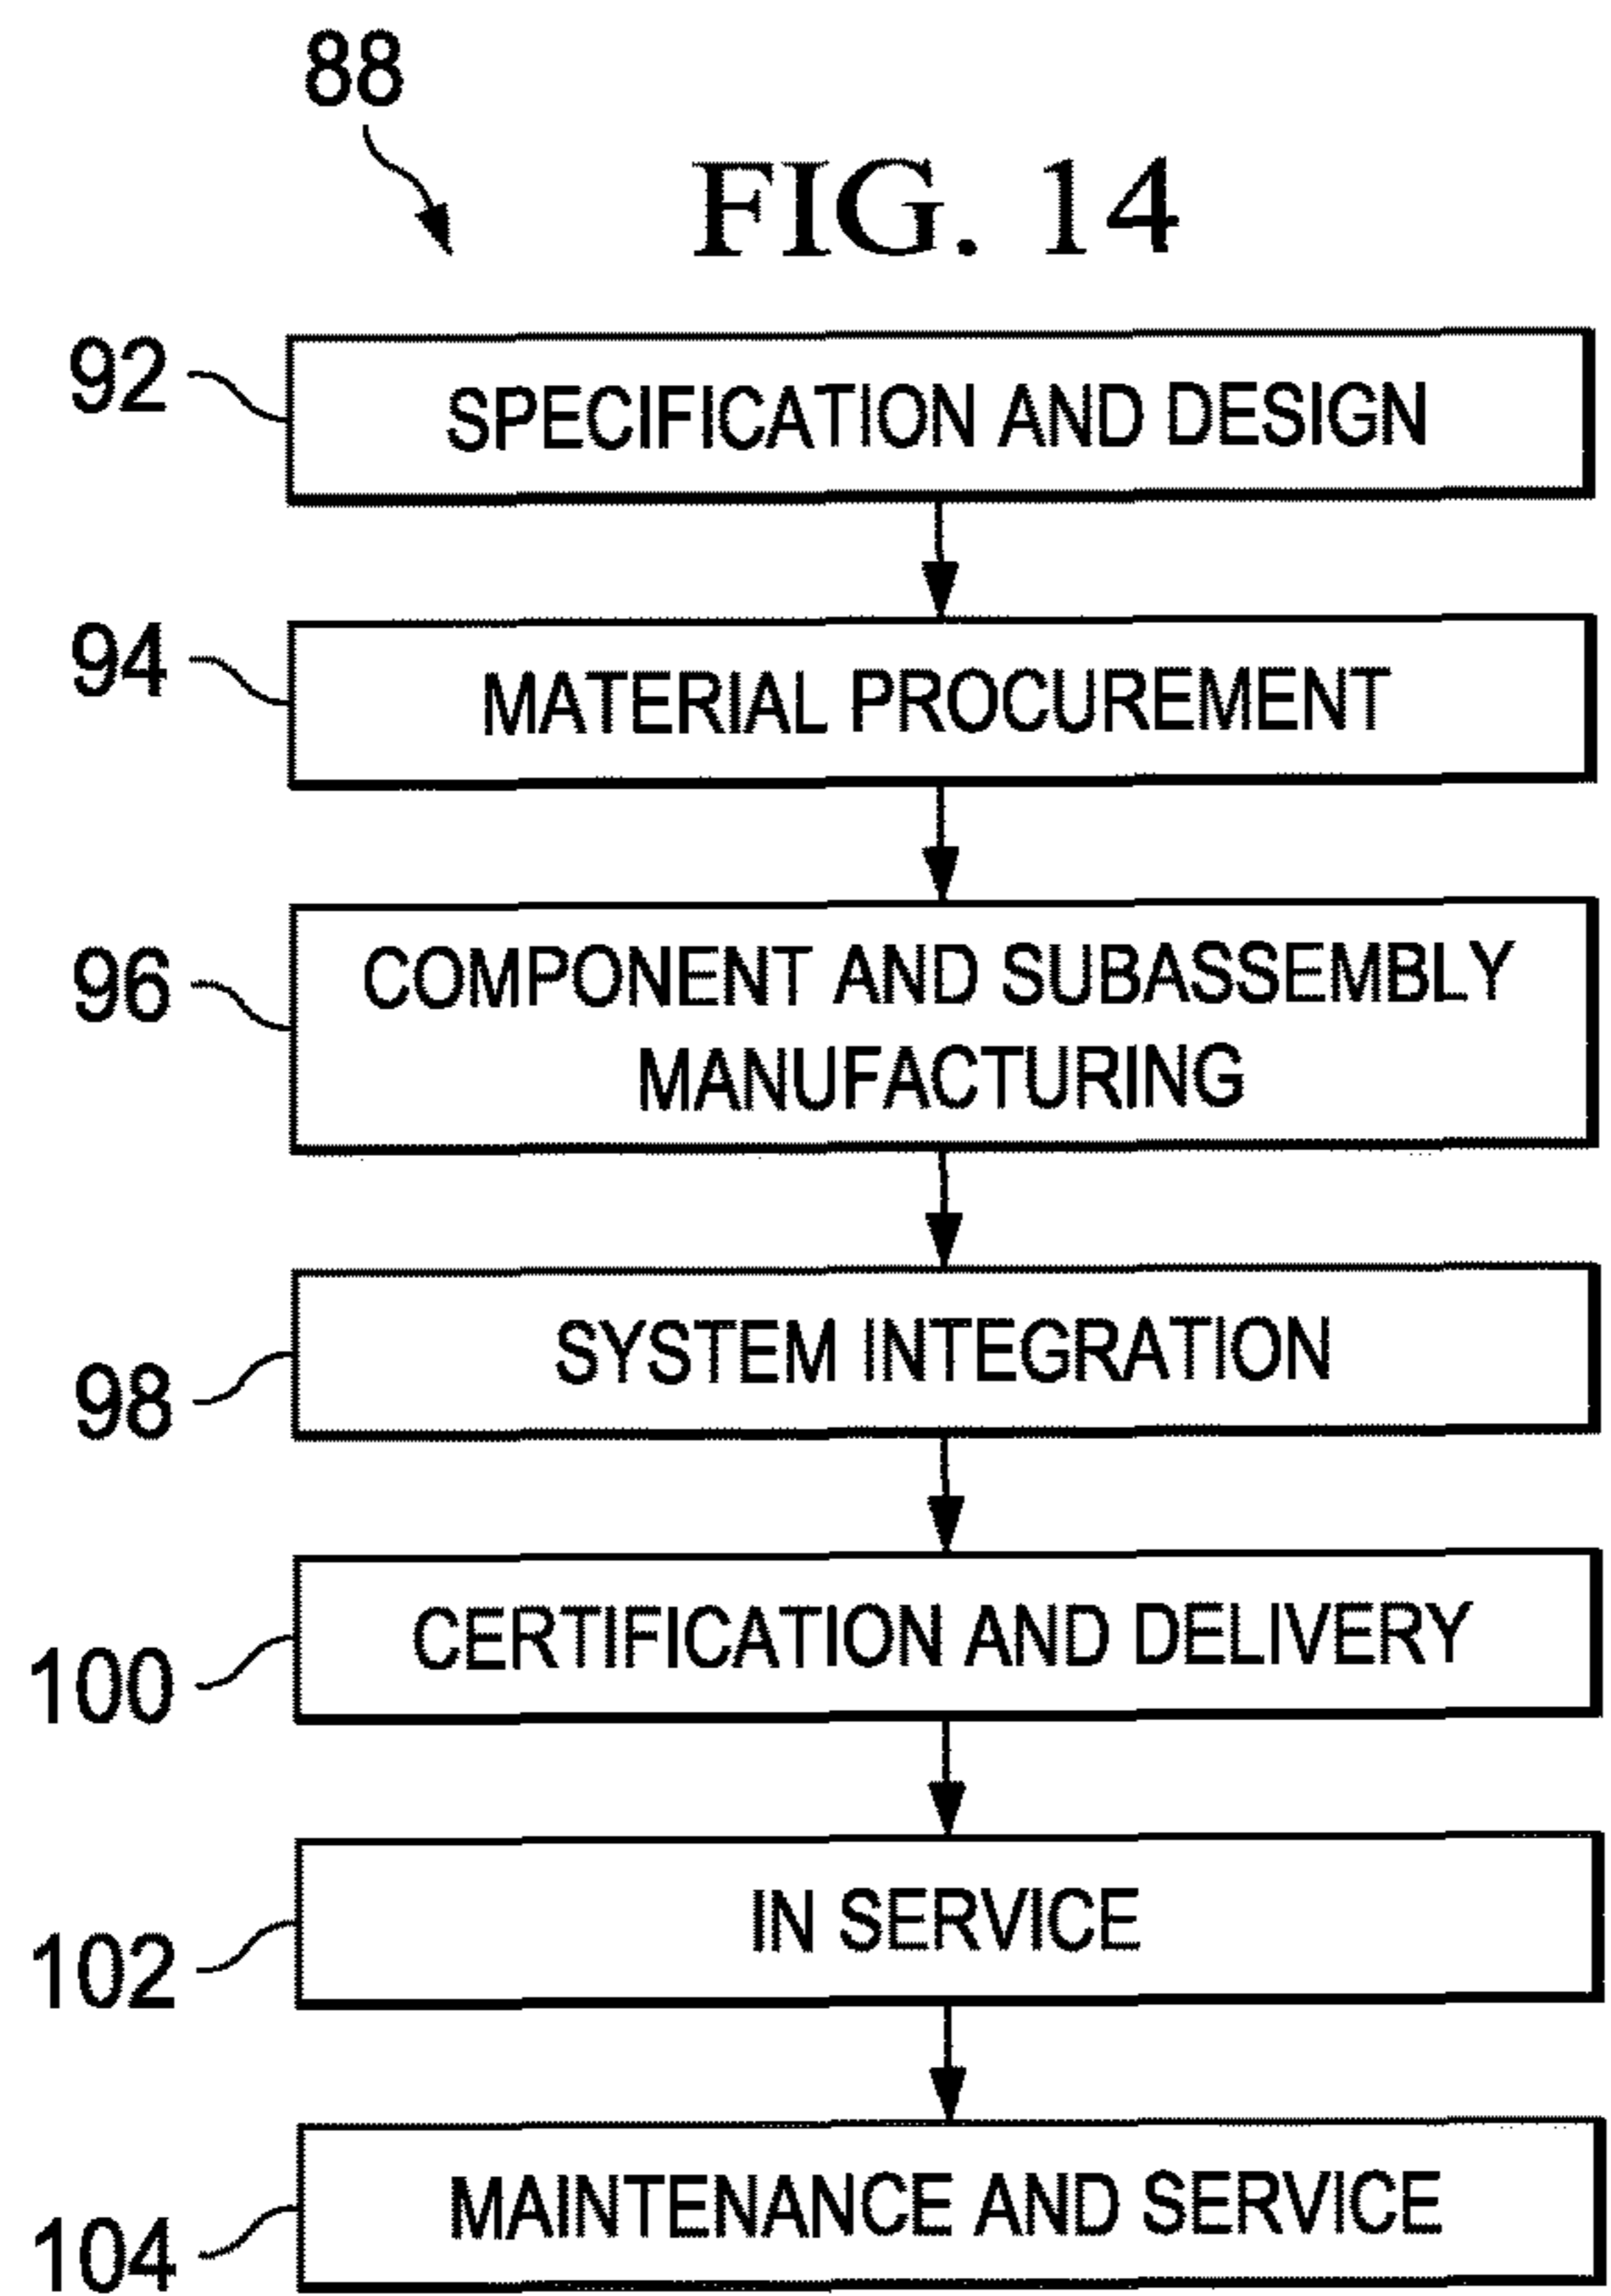 88
FIG. 14
92
SPECIFICATION AND DESIGN
94
MATERIAL PROCUREMENT
96
COMPONENT AND SUBASSEMBLY
MANUFACTURING
98
SYSTEM INTEGRATION
100
CERTIFICATION AND DELIVERY
102
IN SERVICE
104
MAINTENANCE AND SERVICE